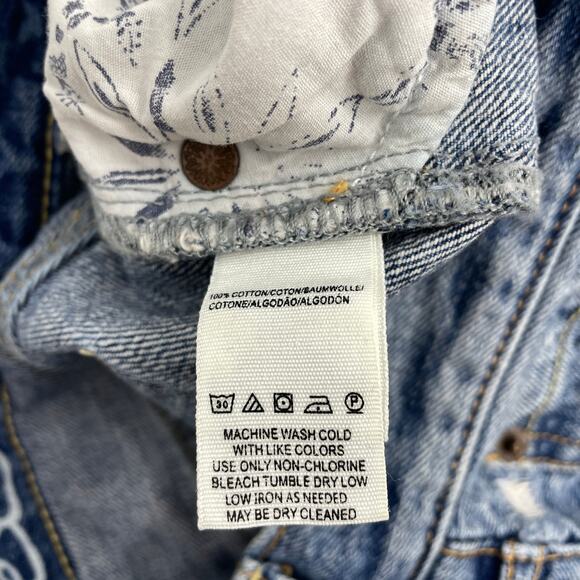 100% COTTON/COTON/BAUMWOLLE/
COTONE/ALGODÃO/ALGODÓN
30 P
MACHINE WASH COLD
WITH LIKE COLORS
USE ONLY NON-CHLORINE
BLEACH TUMBLE DRY LOW
LOW IRON AS NEEDED
MAY BE DRY CLEANED